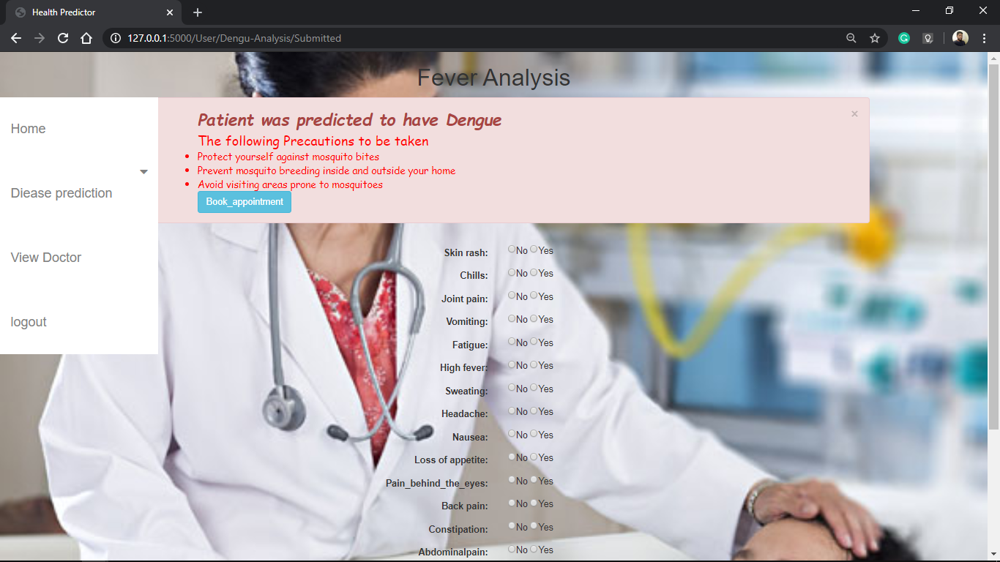 Health Predictor
127.0.0.1:5000/User/Dengu-Analysis/Submitted
Fever Analysis
Home
Diease prediction
View Doctor
logout
Patient was predicted to have Dengue
The following Precautions to be taken
Protect yourself against mosquito bites
Prevent mosquito breeding inside and outside your home
Avoid visiting areas prone to mosquitoes
Book_appointment
Skin rash: No Yes
Chills: No Yes
Joint pain: No Yes
Vomiting: No Yes
Fatigue: No Yes
High fever: No Yes
Sweating: No Yes
Headache: No Yes
Nausea: No Yes
Loss of appetite: No Yes
Pain_behind_the_eyes: No Yes
Back pain: No Yes
Constipation: No Yes
Abdominalpain: No Yes